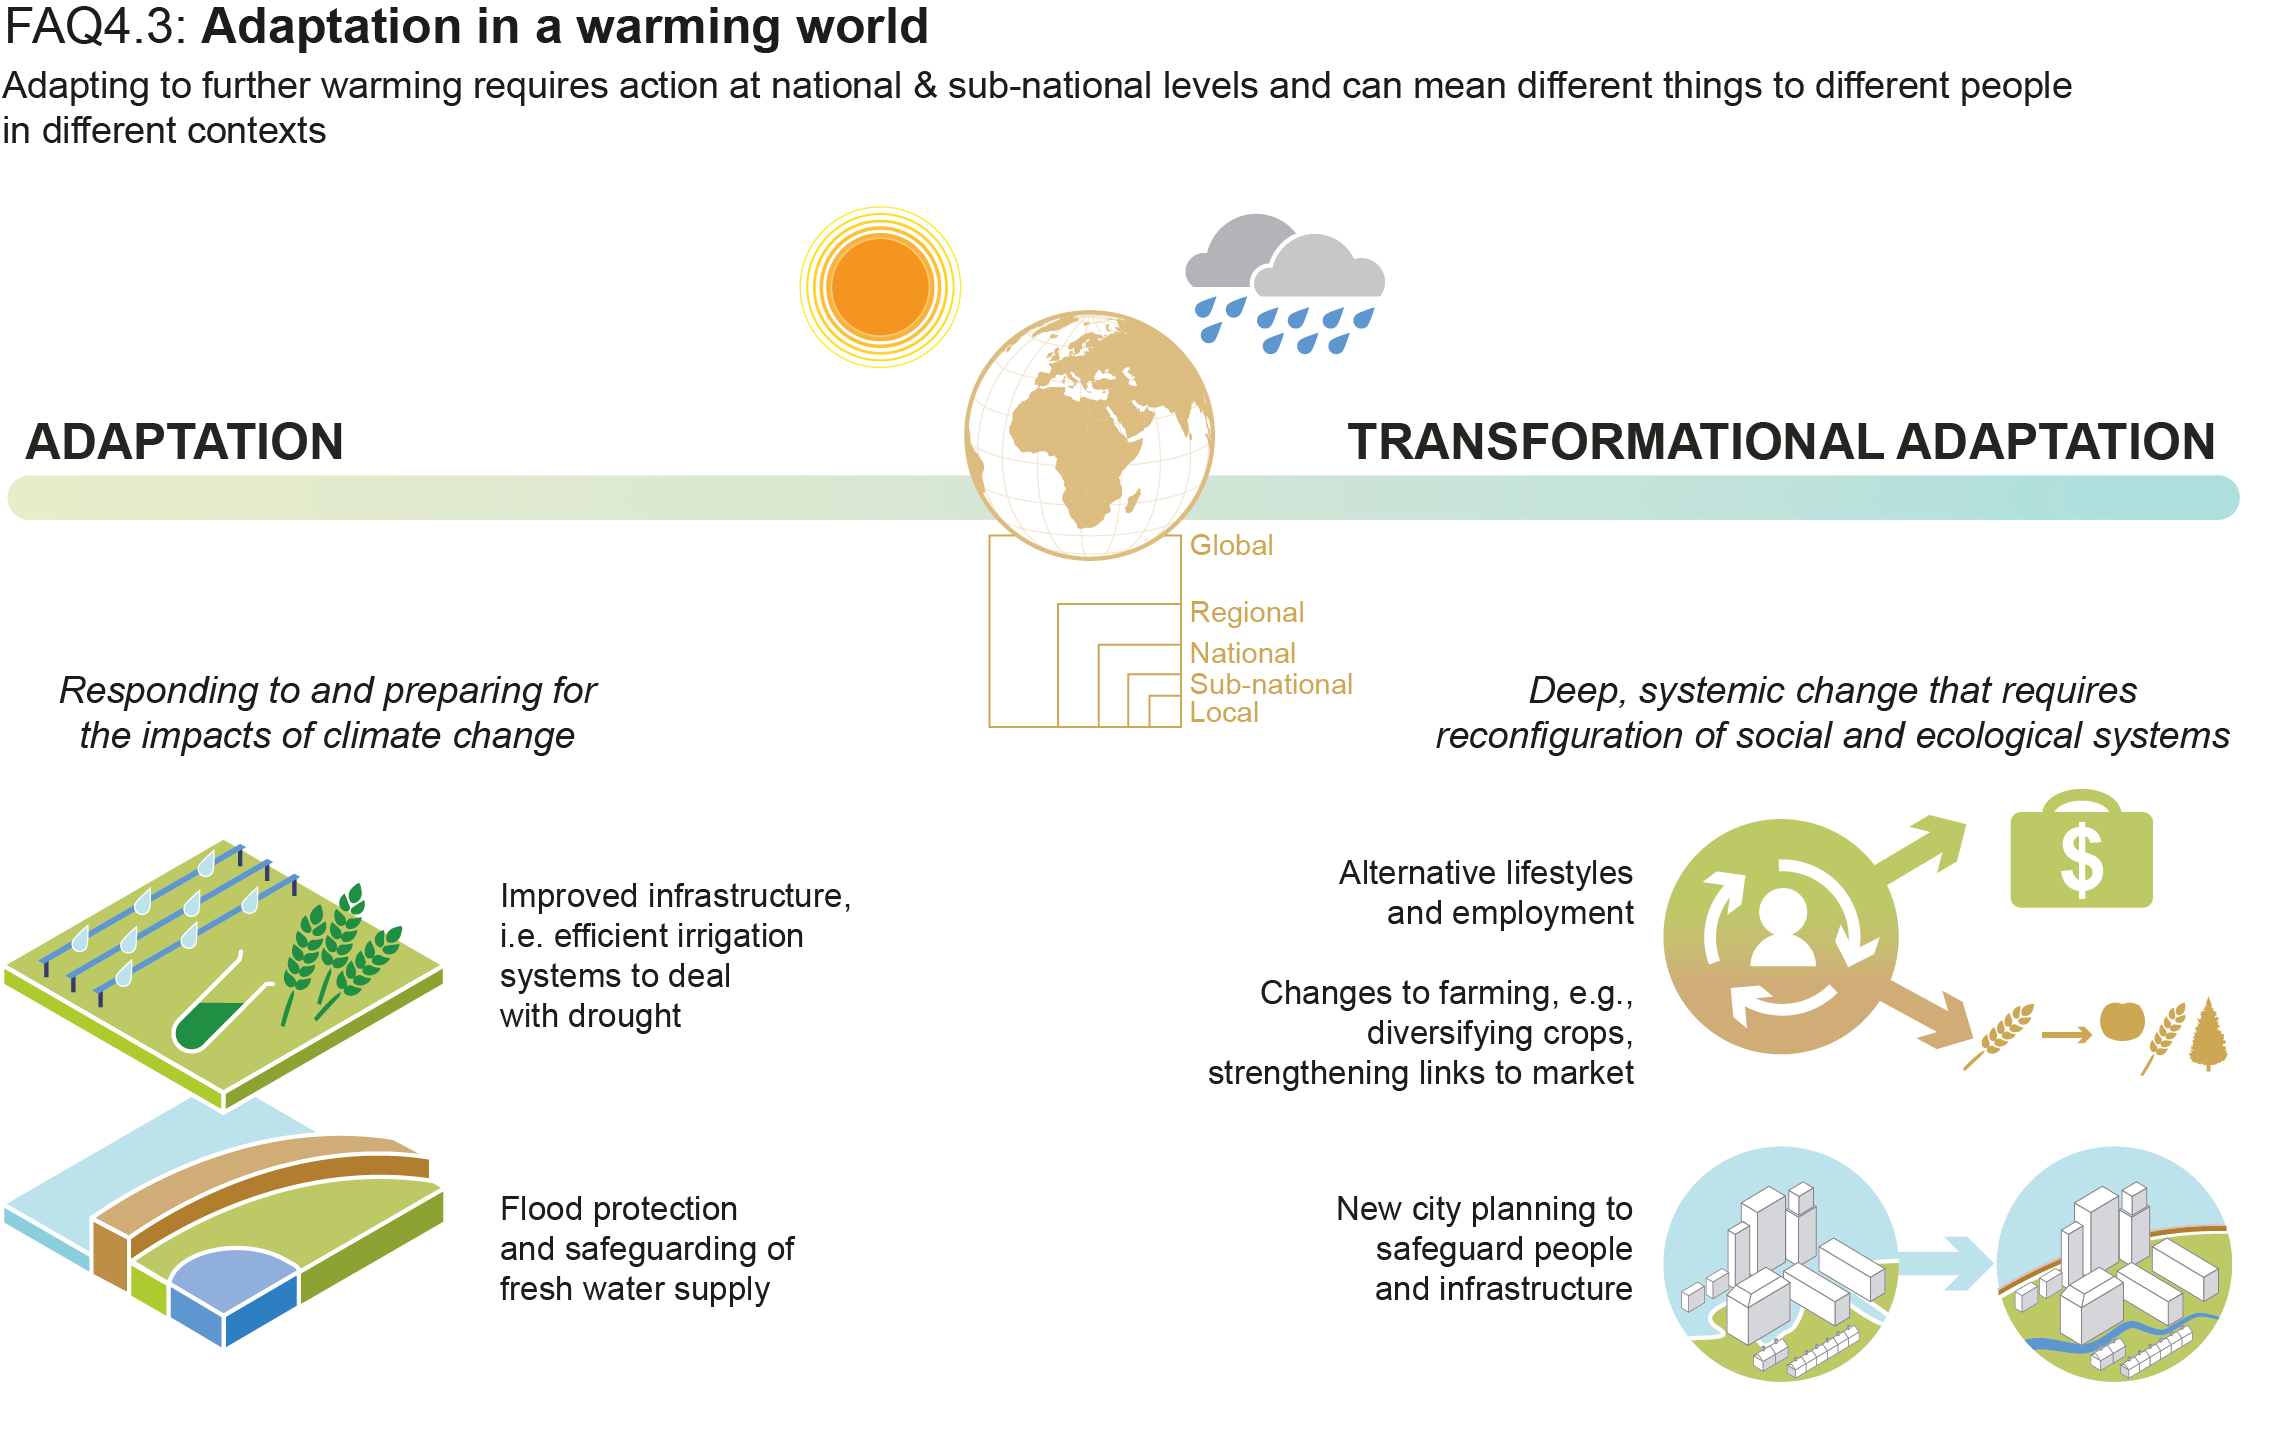 FAQ4.3: Adaptation in a warming world
Adapting to further warming requires action at national & sub-national levels and can mean different things to different people
in different contexts
ADAPTATION
TRANSFORMATIONAL ADAPTATION
Global
Regional
National
Sub-national
Local
Responding to and preparing for
the impacts of climate change
Deep, systemic change that requires
reconfiguration of social and ecological systems
Improved infrastructure,
i.e. efficient irrigation
systems to deal
with drought
Flood protection
and safeguarding of
fresh water supply
Alternative lifestyles
and employment
$
Changes to farming, e.g.,
diversifying crops,
strengthening links to market
New city planning to
safeguard people
and infrastructure